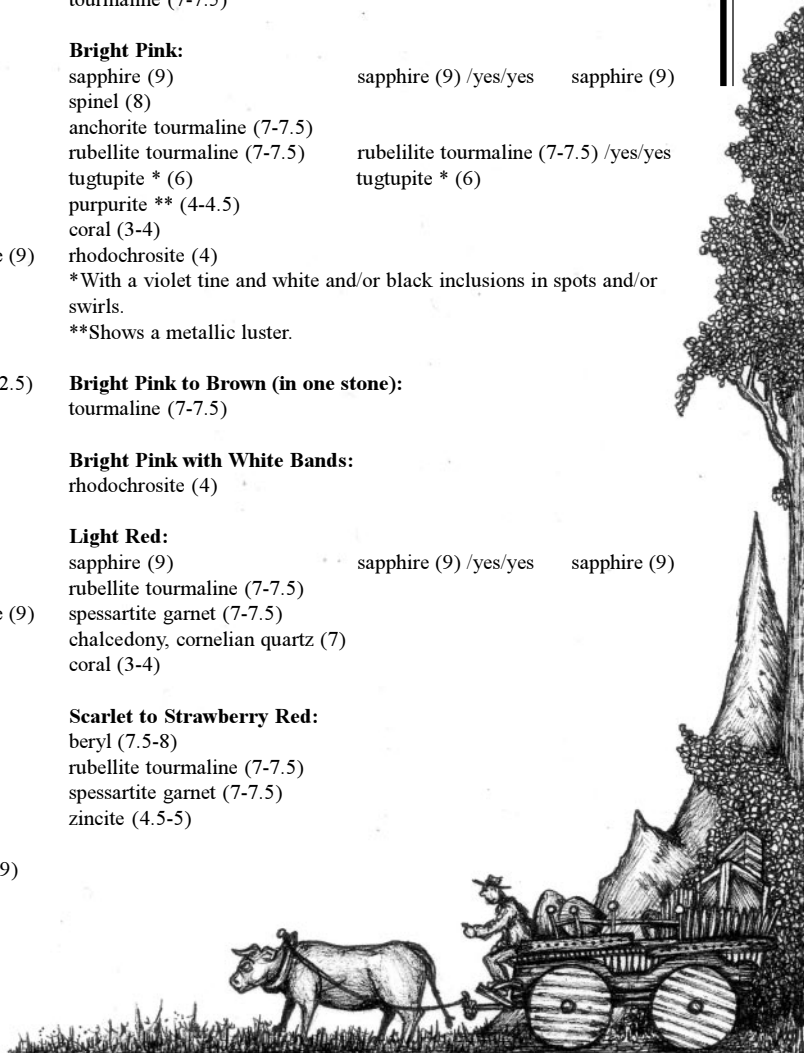 tourmaline (7-7.5)
Bright Pink:
sapphire (9) sapphire (9) /yes/yes sapphire (9)
spinel (8)
anchorite tourmaline (7-7.5)
rubellite tourmaline (7-7.5) rubelilite tourmaline (7-7.5) /yes/yes
tugtupite * (6) tugtupite * (6)
purpurite ** (4-4.5)
coral (3-4)
e (9) rhodochrosite (4)
*With a violet tine and white and/or black inclusions in spots and/or
swirls.
**Shows a metallic luster.
2.5) Bright Pink to Brown (in one stone):
tourmaline (7-7.5)
Bright Pink with White Bands:
rhodochrosite (4)
Light Red:
sapphire (9) sapphire (9) /yes/yes sapphire (9)
rubellite tourmaline (7-7.5)
e (9) spessartite garnet (7-7.5)
chalcedony, cornelian quartz (7)
coral (3-4)
Scarlet to Strawberry Red:
beryl (7.5-8)
rubellite tourmaline (7-7.5)
spessartite garnet (7-7.5)
zincite (4.5-5)
9)